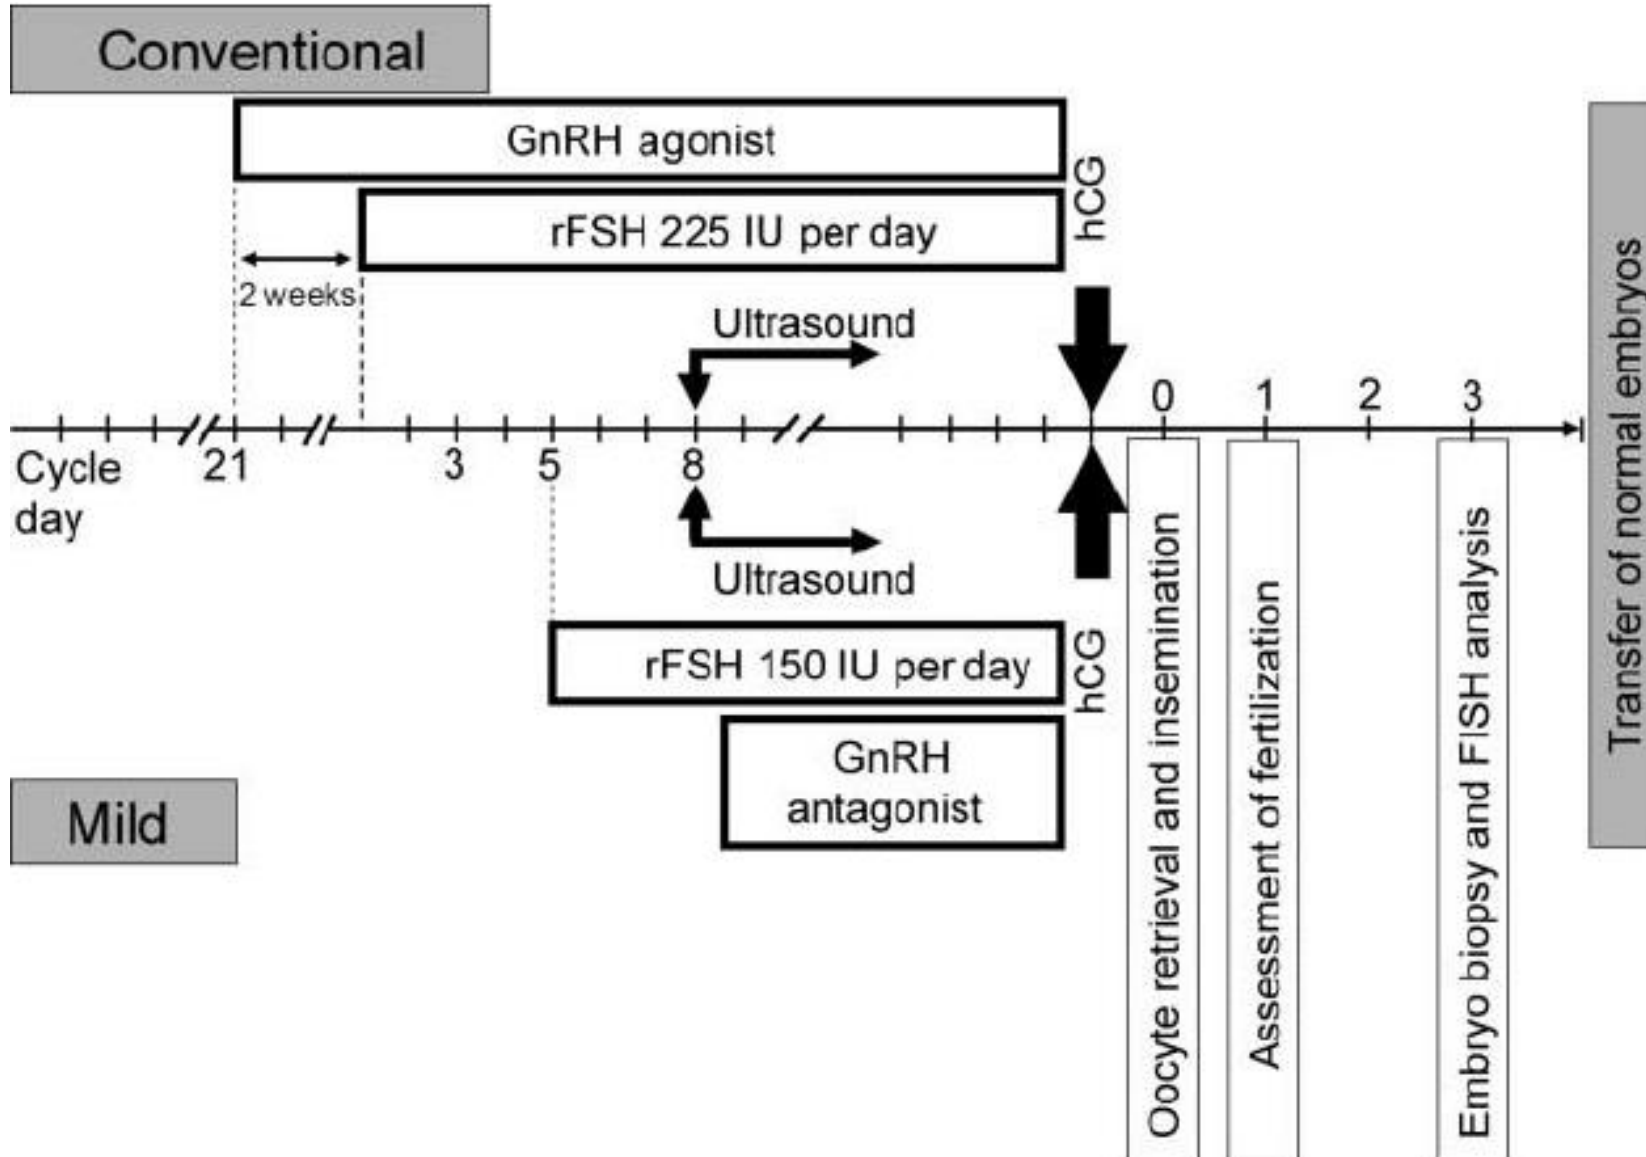 Conventional
GnRH agonist
hCG
rFSH 225 IU per day
2 weeks
Ultrasound
0 1 2 3
Cycle
day
21 3 5 8
Ultrasound
rFSH 150 IU per day
hCG
GnRH
antagonist
Mild
Oocyte retrieval and insemination
Assessment of fertilization
Embryo biopsy and FISH analysis
Transfer of normal embryos